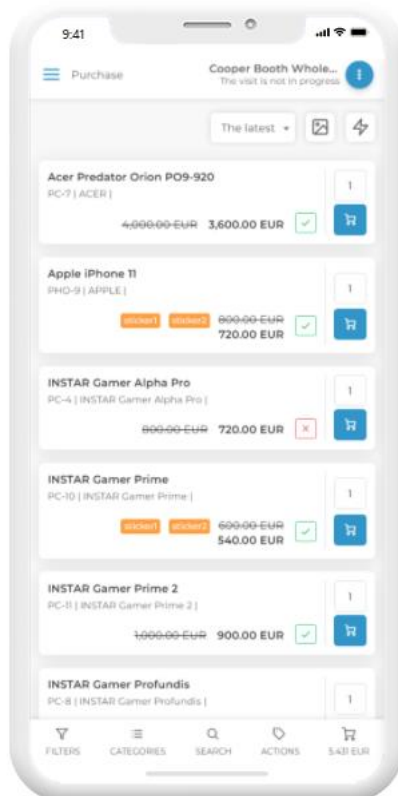 9:41
Purchase
Cooper Booth Whole...
The visit is not in progress
The latest
Acer Predator Orion PO9-920
PC-7 | ACER |
1
4,000.00 EUR 3,600.00 EUR
Apple iPhone 11
PHO-9 | APPLE |
1
sticker1 sticker2 800.00 EUR
720.00 EUR
INSTAR Gamer Alpha Pro
PC-4 | INSTAR Gamer Alpha Pro |
1
800.00 EUR 720.00 EUR
INSTAR Gamer Prime
PC-10 | INSTAR Gamer Prime |
1
sticker1 sticker2 600.00 EUR
540.00 EUR
INSTAR Gamer Prime 2
PC-11 | INSTAR Gamer Prime 2 |
1
1,000.00 EUR 900.00 EUR
INSTAR Gamer Profundis
PC-8 | INSTAR Gamer Profundis |
1
FILTERS CATEGORIES SEARCH ACTIONS 5.431 EUR